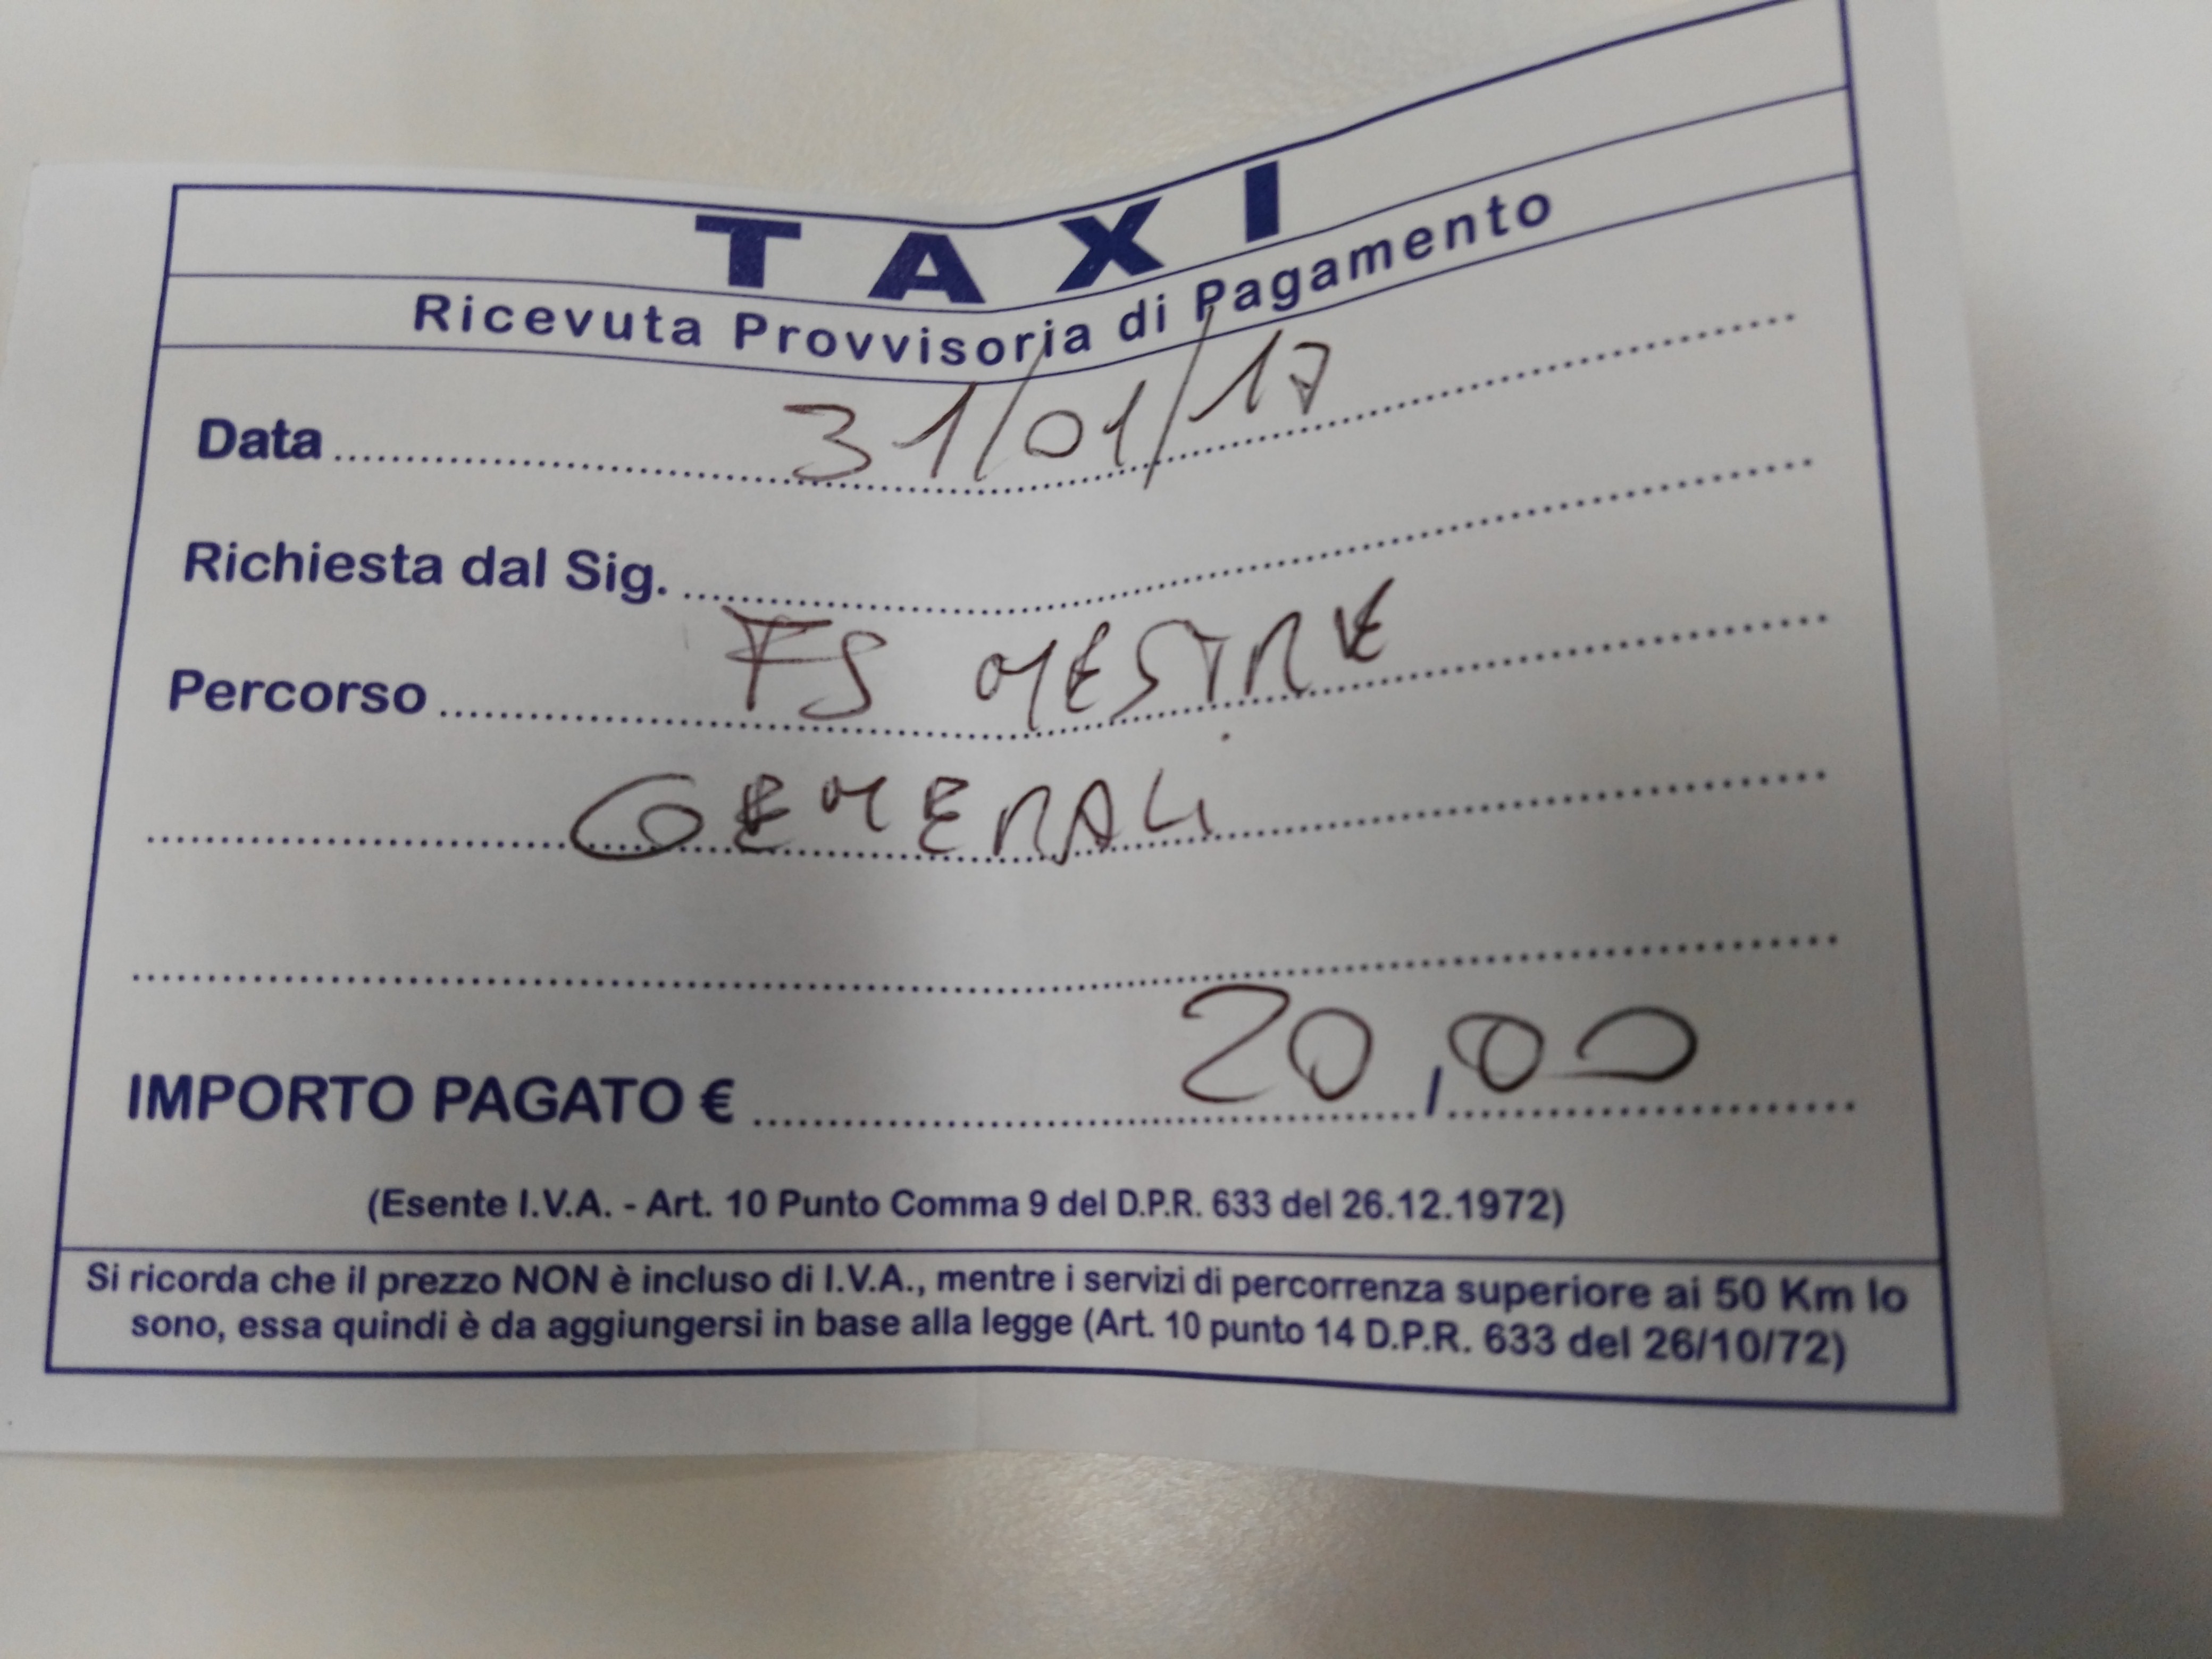 TAXI
Ricevuta Provvisoria di Pagamento
Data 31/01/17
Richiesta dal Sig.
Percorso FS MESTRE
GENERALI
IMPORTO PAGATO € 20,00
(Esente I.V.A. - Art. 10 Punto Comma 9 del D.P.R. 633 del 26.12.1972)
Si ricorda che il prezzo NON è incluso di I.V.A., mentre i servizi di percorrenza superiore ai 50 Km lo
sono, essa quindi è da aggiungersi in base alla legge (Art. 10 punto 14 D.P.R. 633 del 26/10/72)